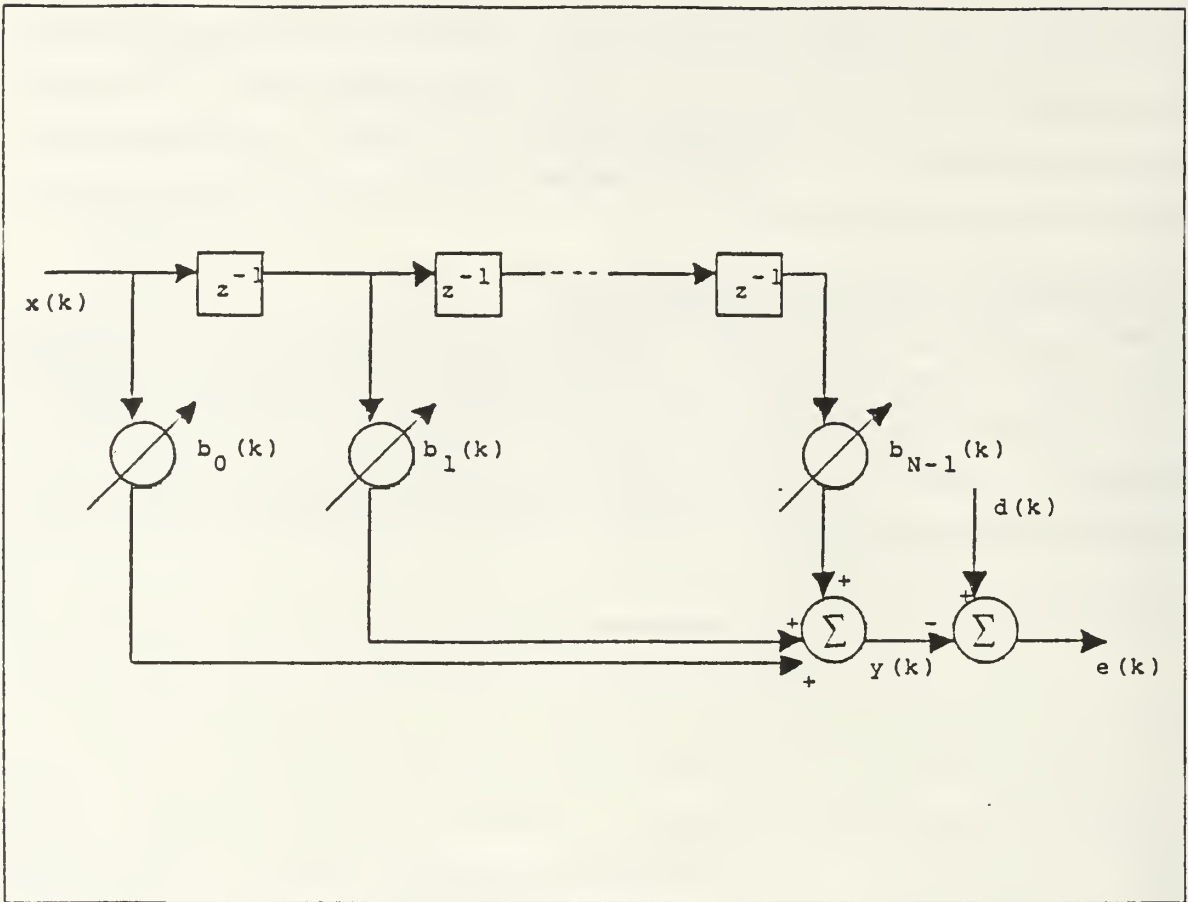 x(k)
z⁻¹
z⁻¹
z⁻¹
b₀(k)
b₁(k)
b_{N-1}(k)
d(k)
+
+
+
+
-
Σ
Σ
y(k)
e(k)